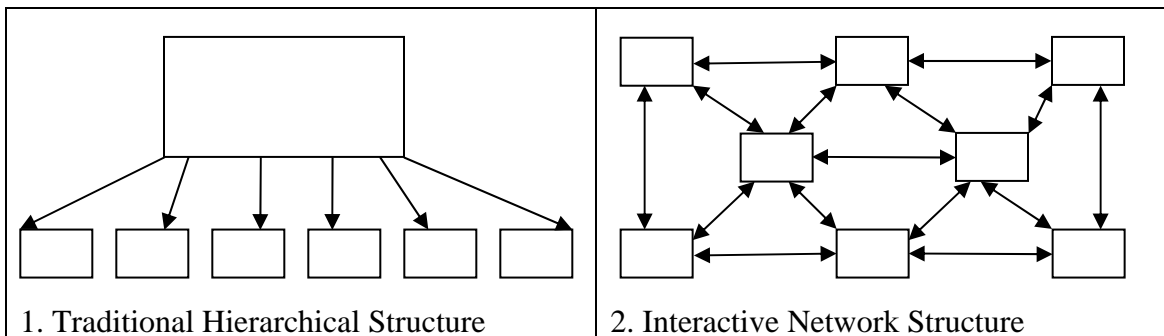 1. Traditional Hierarchical Structure
2. Interactive Network Structure